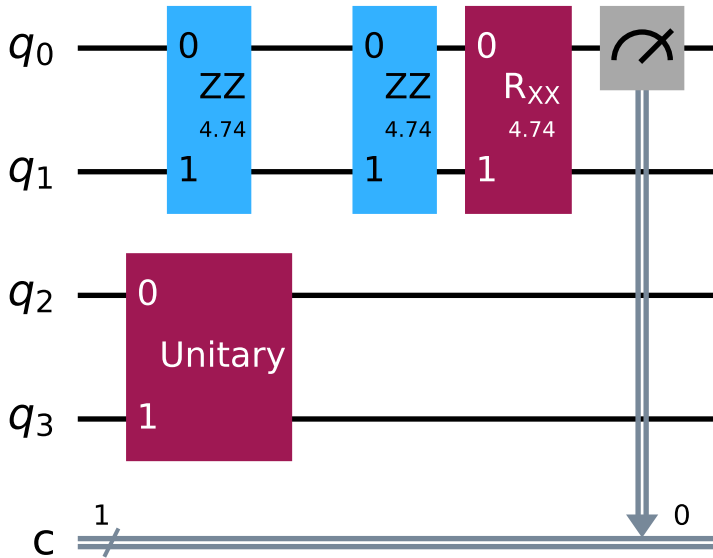 q0 0 0 0
ZZ ZZ RXX
4.74 4.74 4.74
q1 1 1 1
q2 0
Unitary
q3 1
1 0
c